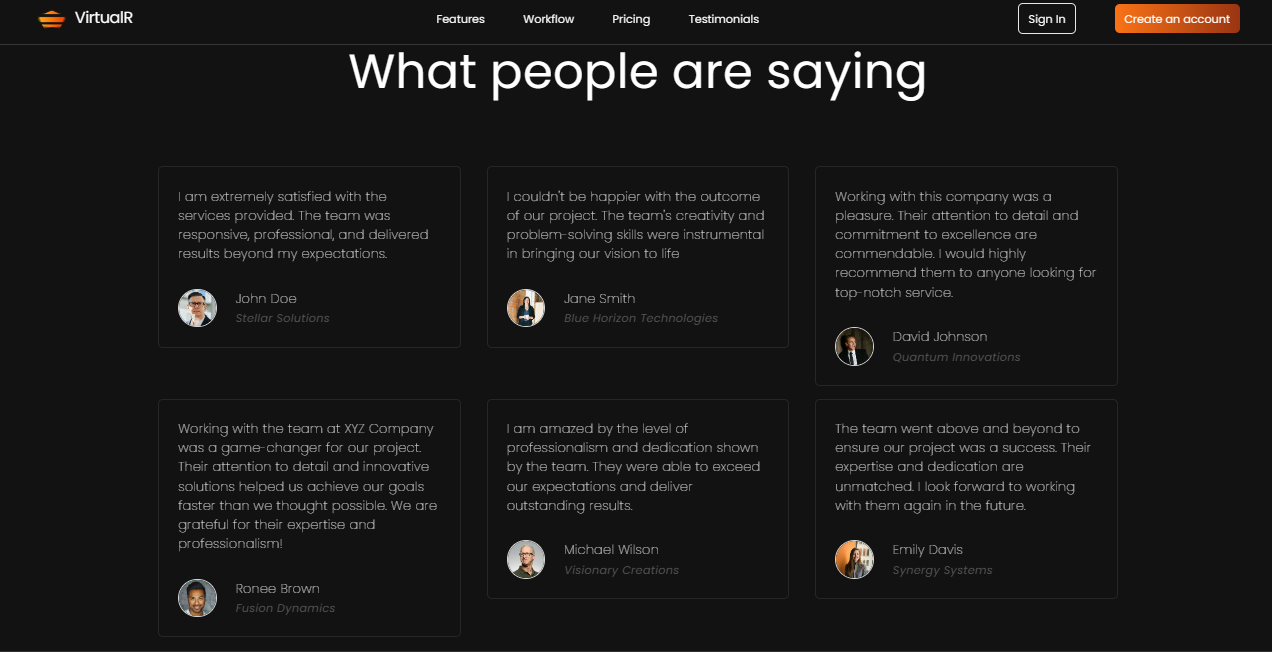 VirtualR
Features
Workflow
Pricing
Testimonials
Sign In
Create an account
What people are saying
I am extremely satisfied with the
services provided. The team was
responsive, professional, and delivered
results beyond my expectations.
John Doe
Stellar Solutions
I couldn't be happier with the outcome
of our project. The team's creativity and
problem-solving skills were instrumental
in bringing our vision to life
Jane Smith
Blue Horizon Technologies
Working with this company was a
pleasure. Their attention to detail and
commitment to excellence are
commendable. I would highly
recommend them to anyone looking for
top-notch service.
David Johnson
Quantum Innovations
Working with the team at XYZ Company
was a game-changer for our project.
Their attention to detail and innovative
solutions helped us achieve our goals
faster than we thought possible. We are
grateful for their expertise and
professionalism!
Ronee Brown
Fusion Dynamics
I am amazed by the level of
professionalism and dedication shown
by the team. They were able to exceed
our expectations and deliver
outstanding results.
Michael Wilson
Visionary Creations
The team went above and beyond to
ensure our project was a success. Their
expertise and dedication are
unmatched. I look forward to working
with them again in the future.
Emily Davis
Synergy Systems